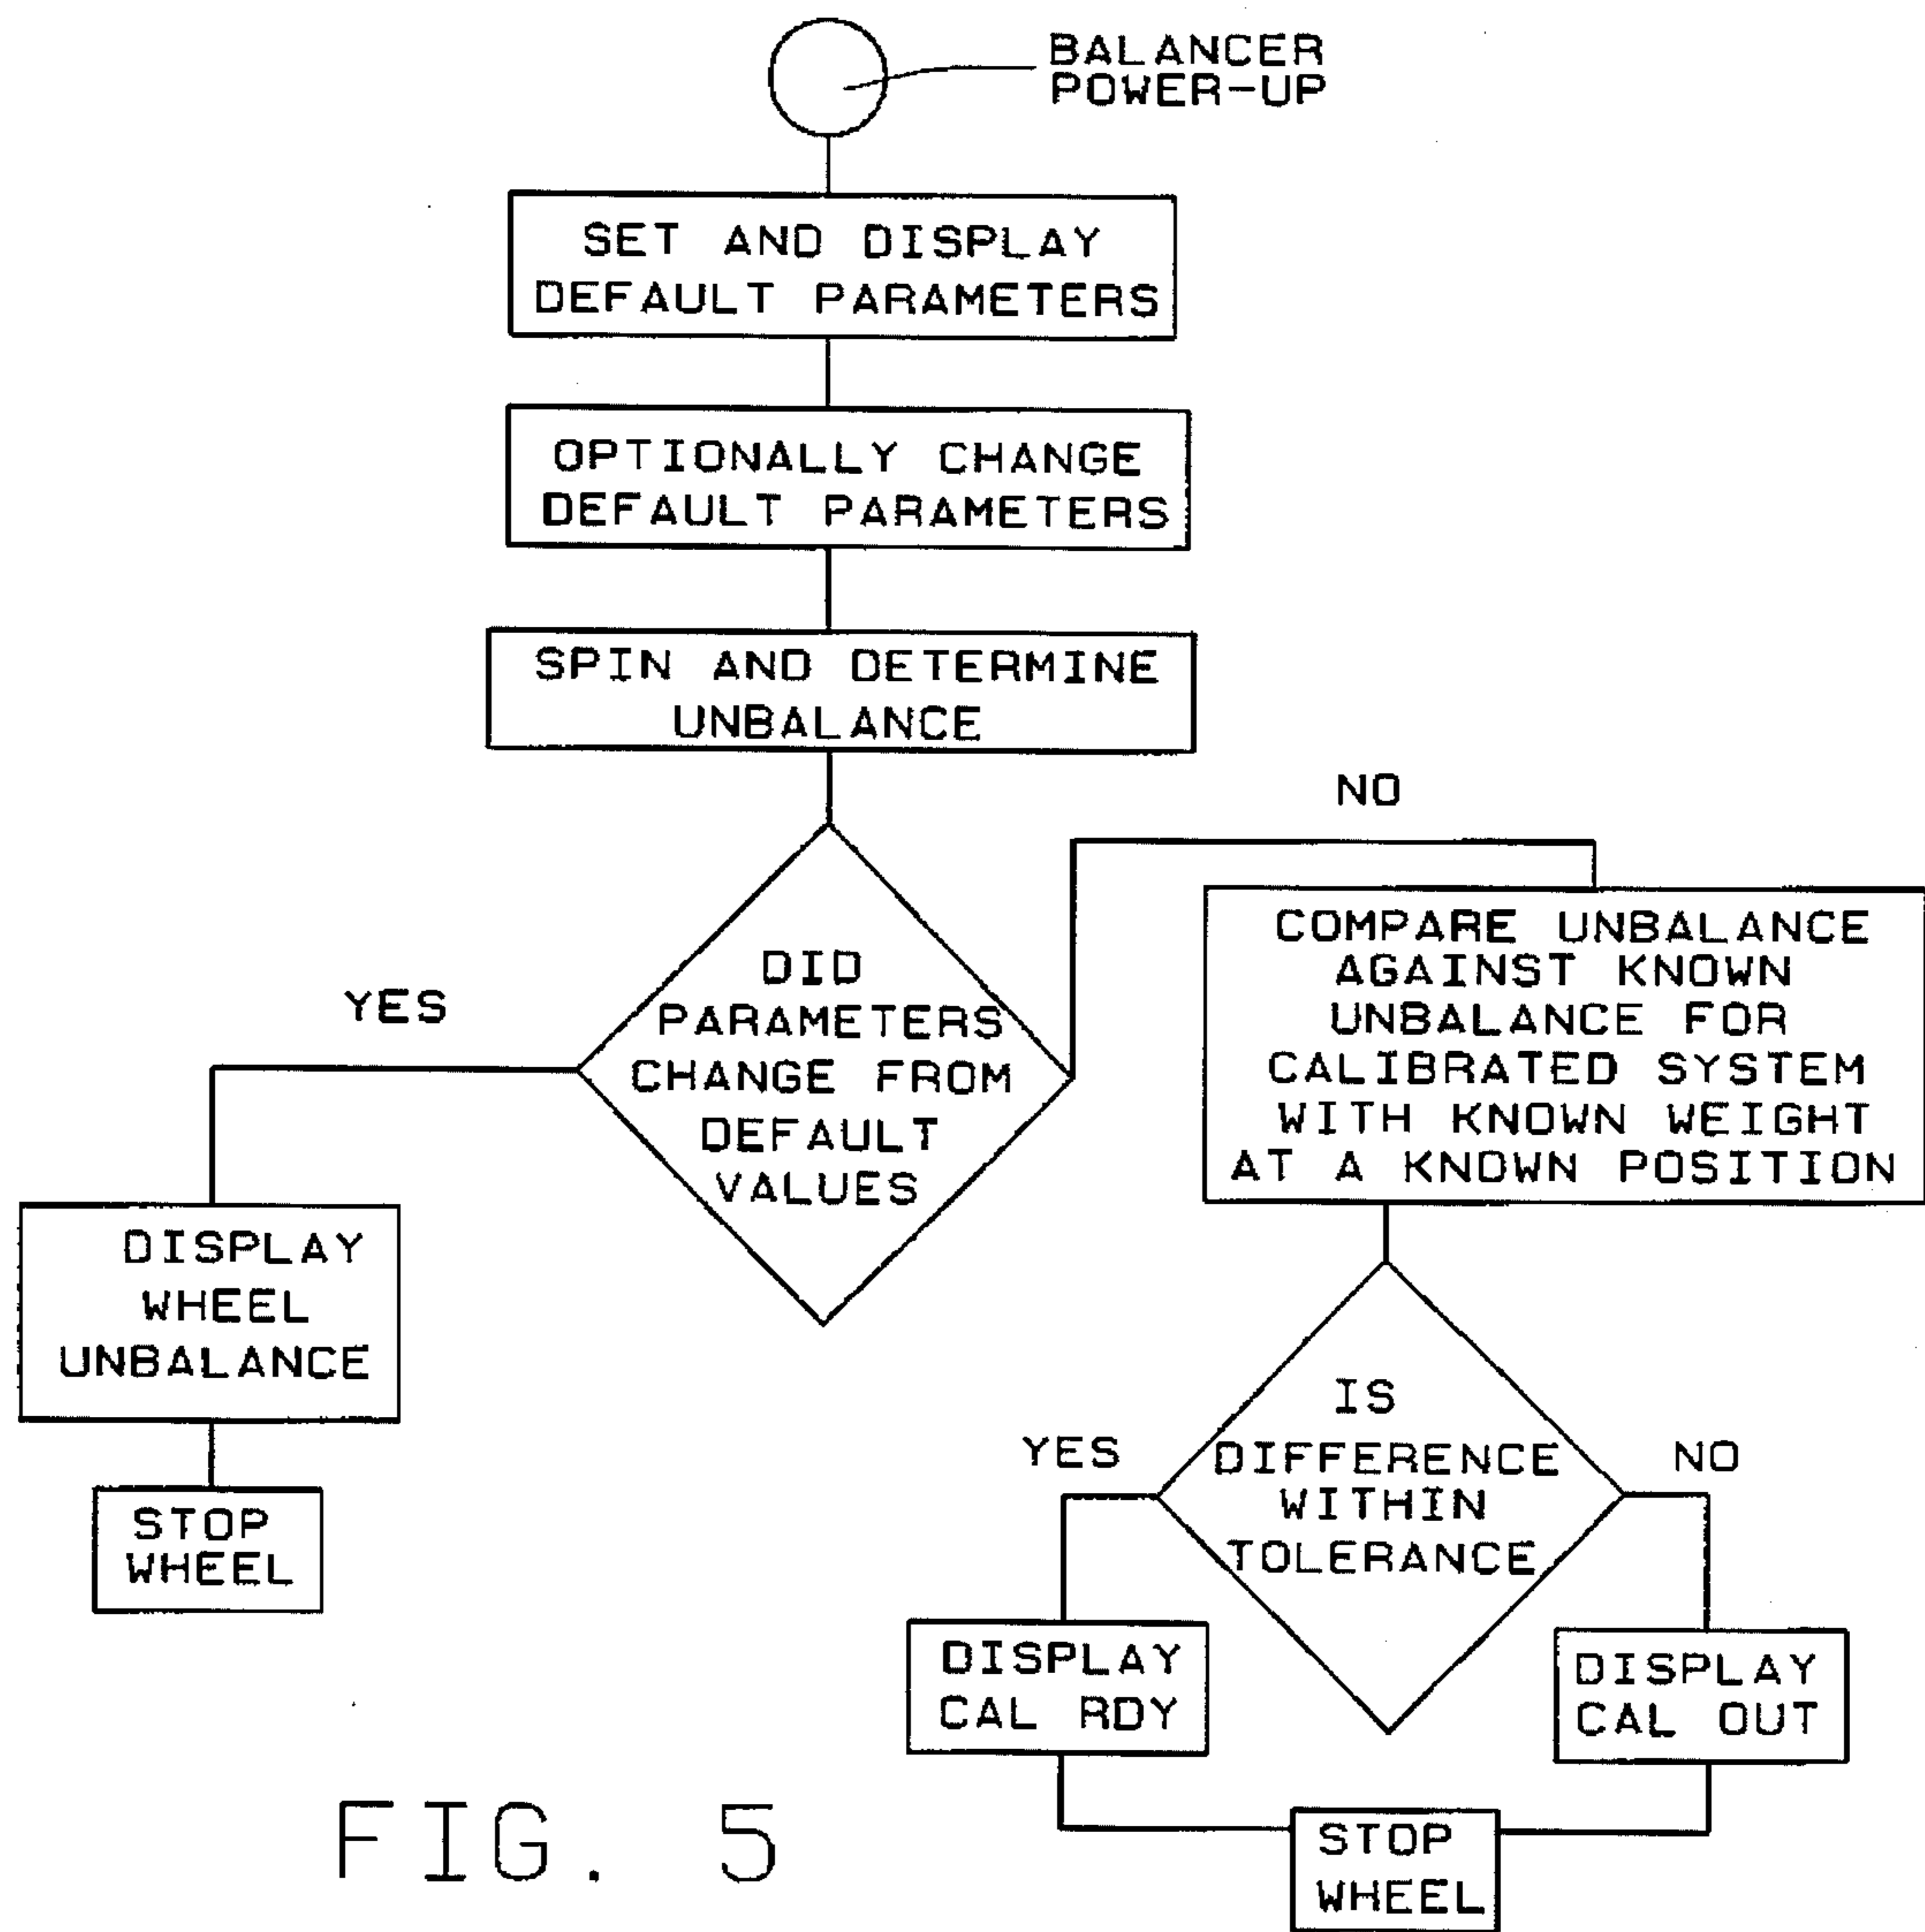 BALANCER
POWER-UP
SET AND DISPLAY
DEFAULT PARAMETERS
OPTIONALLY CHANGE
DEFAULT PARAMETERS
SPIN AND DETERMINE
UNBALANCE
NO
YES
DID
PARAMETERS
CHANGE FROM
DEFAULT
VALUES
COMPARE UNBALANCE
AGAINST KNOWN
UNBALANCE FOR
CALIBRATED SYSTEM
WITH KNOWN WEIGHT
AT A KNOWN POSITION
DISPLAY
WHEEL
UNBALANCE
STOP
WHEEL
YES
IS
DIFFERENCE
WITHIN
TOLERANCE
NO
DISPLAY
CAL RDY
DISPLAY
CAL OUT
STOP
WHEEL
FIG. 5